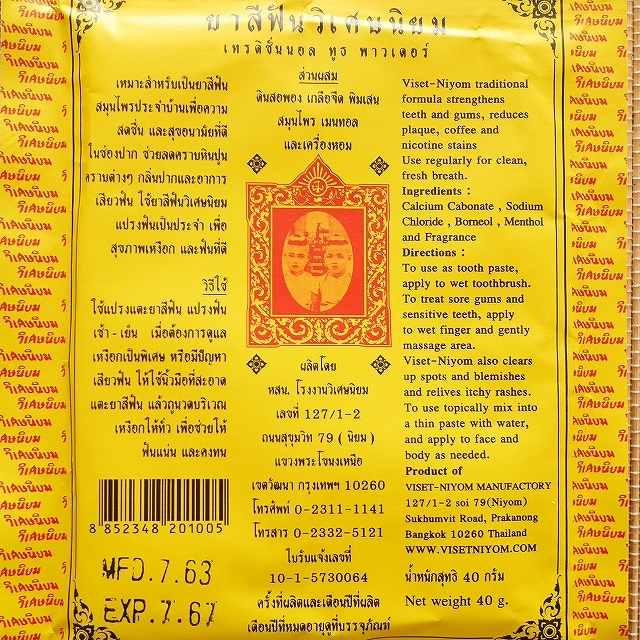 ยาสีฟันวิเศษนิยม
เทรดิชั่นนอล ทูธ พาวเดอร์
เหมาะสำหรับเป็นยาสีฟัน
สมุนไพรประจำบ้านเพื่อความ
สดชื่น และสุขอนามัยที่ดี
ในช่องปาก ช่วยลดคราบหินปูน
คราบต่างๆ กลิ่นปากและอาการ
เสียวฟัน ใช้ยาสีฟันวิเศษนิยม
แปรงฟันเป็นประจำ เพื่อ
สุขภาพเหงือก และฟันที่ดี
วิธีใช้
ใช้แปรงแตะยาสีฟัน แปรงฟัน
เช้า - เย็น เมื่อต้องการดูแล
เหงือกเป็นพิเศษ หรือมีปัญหา
เสียวฟัน ให้ใช้นิ้วมือที่สะอาด
แตะยาสีฟัน แล้วถูนวดบริเวณ
เหงือกให้ทั่ว เพื่อช่วยให้
ฟันแน่น และคงทน
8 852348 201005
MFD.7.63
EXP.7.67
ส่วนผสม
ดินสอพอง เกลือจืด พิมเสน
สมุนไพร เมนทอล
และเครื่องหอม
ผลิตโดย
หสน. โรงงานวิเศษนิยม
เลขที่ 127/1-2
ถนนสุขุมวิท 79 ( นิยม )
แขวงพระโขนงเหนือ
เขตวัฒนา กรุงเทพฯ 10260
โทรศัพท์ 0-2311-1141
โทรสาร 0-2332-5121
ใบรับแจ้งเลขที่
10-1-5730064
ครั้งที่ผลิตและเดือนปีที่ผลิต
เดือนปีที่หมดอายุดูที่บรรจุภัณฑ์
Viset-Niyom traditional
formula strengthens
teeth and gums, reduces
plaque, coffee and
nicotine stains
Use regularly for clean,
fresh breath.
Ingredients :
Calcium Cabonate , Sodium
Chloride , Borneol , Menthol
and Fragrance
Directions :
To use as tooth paste,
apply to wet toothbrush.
To treat sore gums and
sensitive teeth, apply
to wet finger and gently
massage area.
Viset-Niyom also clears
up spots and blemishes
and relives itchy rashes.
To use topically mix into
a thin paste with water,
and apply to face and
body as needed.
Product of
VISET-NIYOM MANUFACTORY
127/1-2 soi 79(Niyom)
Sukhumvit Road, Prakanong
Bangkok 10260 Thailand
WWW.VISETNIYOM.COM
น้ำหนักสุทธิ 40 กรัม
Net weight 40 g.